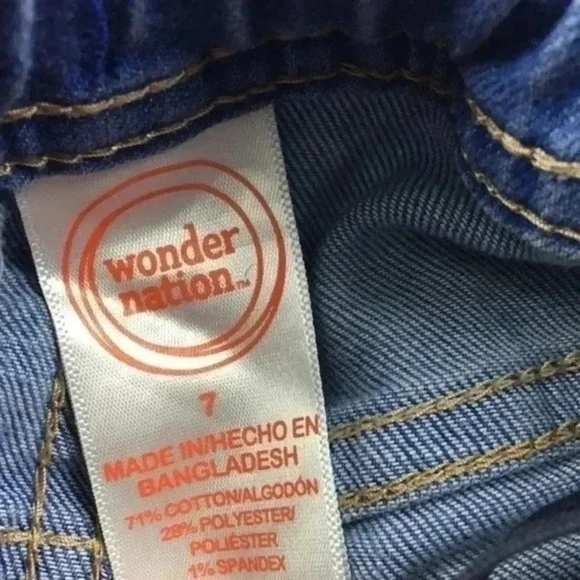 wonder
nation™
7
MADE IN/HECHO EN
BANGLADESH
71% COTTON/ALGODÓN
28% POLYESTER/
POLIÉSTER
1% SPANDEX